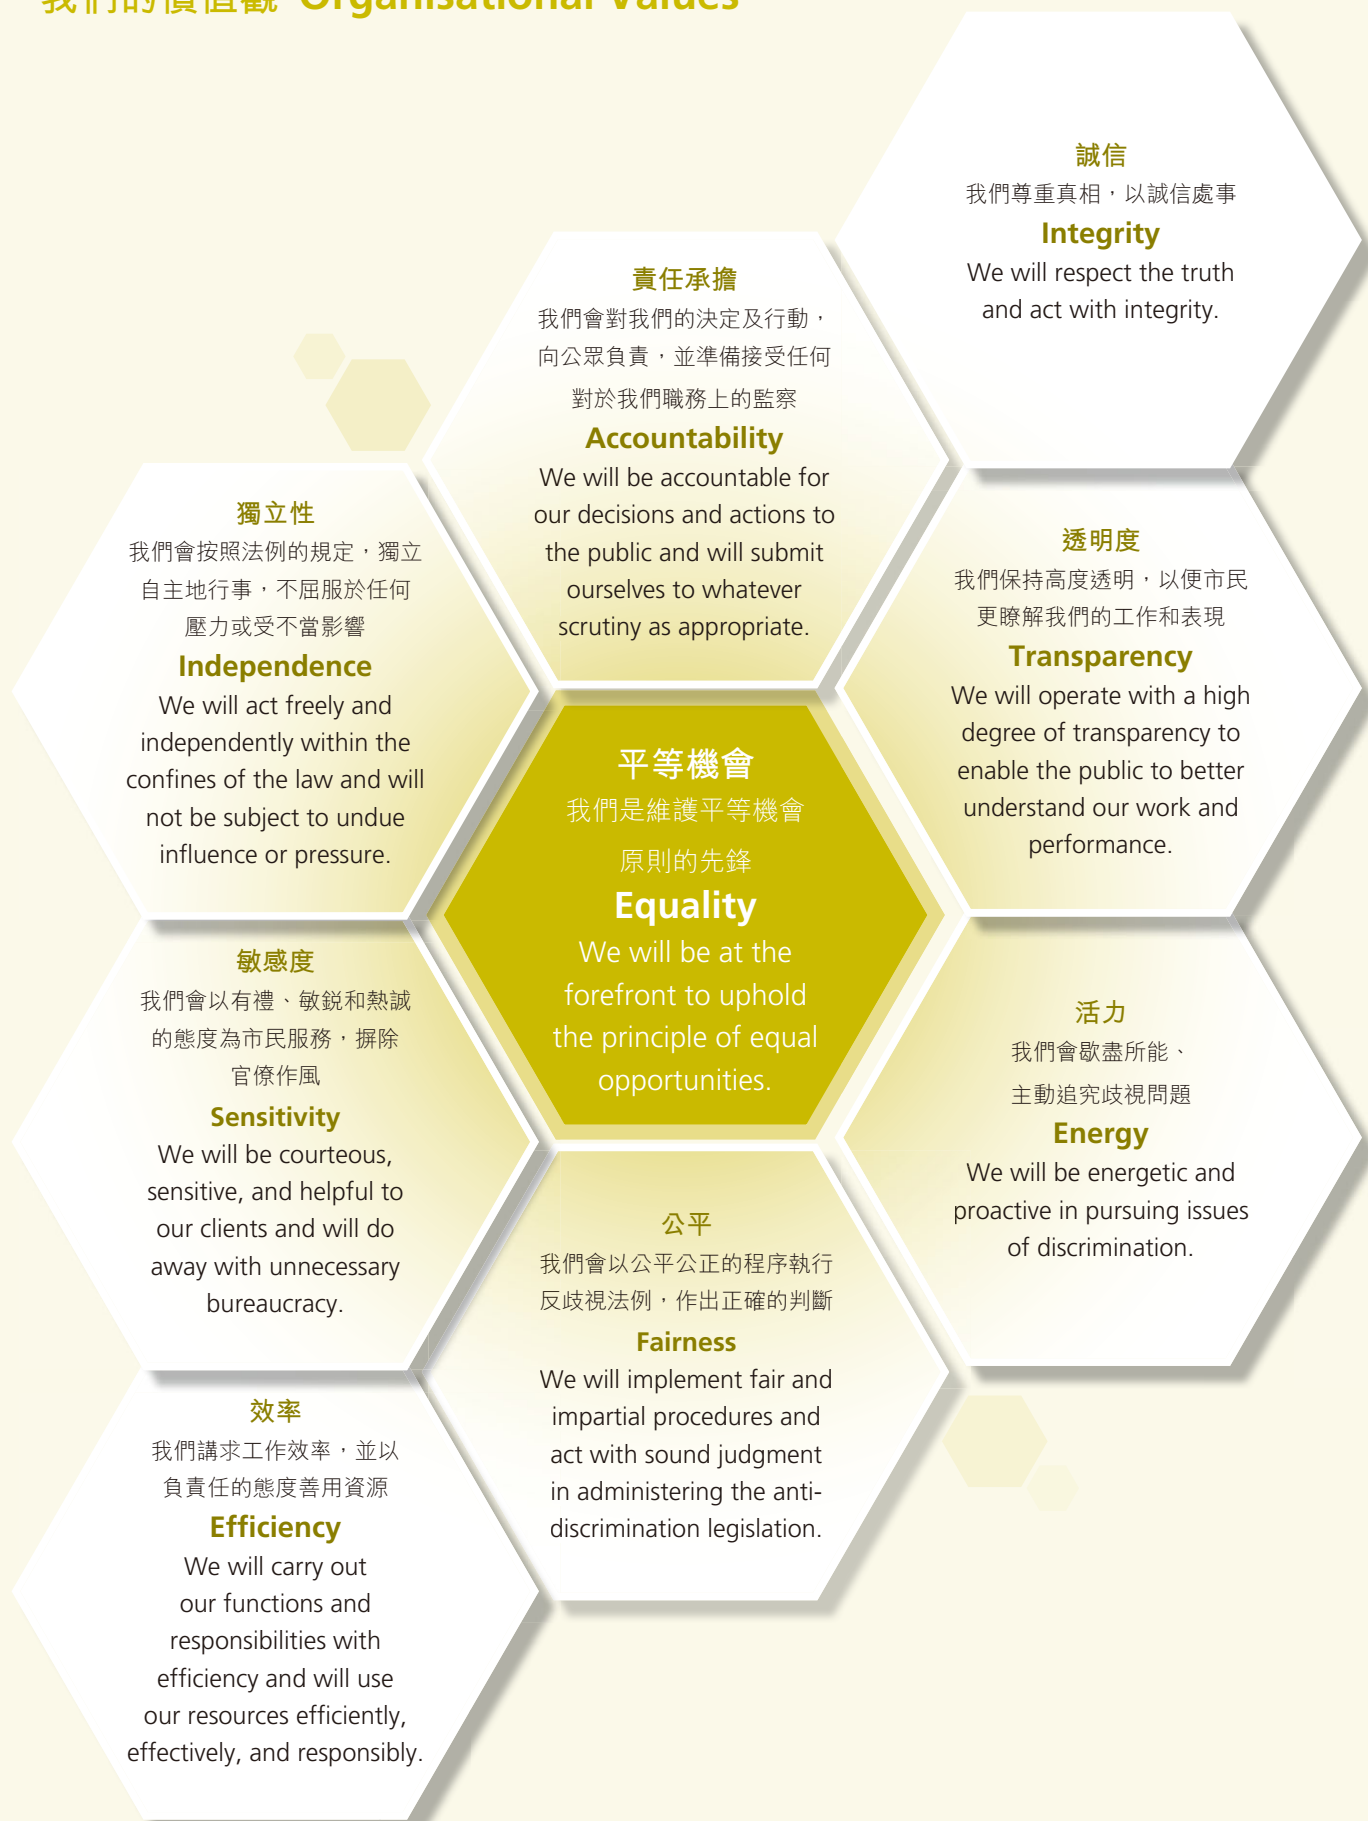 我們的價值觀 Organisational Values
誠信
我們尊重真相，以誠信處事
Integrity
We will respect the truth
and act with integrity.
責任承擔
我們會對我們的決定及行動，
向公眾負責，並準備接受任何
對於我們職務上的監察
Accountability
We will be accountable for
our decisions and actions to
the public and will submit
ourselves to whatever
scrutiny as appropriate.
獨立性
我們會按照法例的規定，獨立
自主地行事，不屈服於任何
壓力或受不當影響
Independence
We will act freely and
independently within the
confines of the law and will
not be subject to undue
influence or pressure.
透明度
我們保持高度透明，以便市民
更瞭解我們的工作和表現
Transparency
We will operate with a high
degree of transparency to
enable the public to better
understand our work and
performance.
平等機會
我們是維護平等機會
原則的先鋒
Equality
We will be at the
forefront to uphold
the principle of equal
opportunities.
敏感度
我們會以有禮、敏銳和熱誠
的態度為市民服務，摒除
官僚作風
Sensitivity
We will be courteous,
sensitive, and helpful to
our clients and will do
away with unnecessary
bureaucracy.
活力
我們會歇盡所能、
主動追究歧視問題
Energy
We will be energetic and
proactive in pursuing issues
of discrimination.
公平
我們會以公平公正的程序執行
反歧視法例，作出正確的判斷
Fairness
We will implement fair and
impartial procedures and
act with sound judgment
in administering the anti-
discrimination legislation.
效率
我們講求工作效率，並以
負責任的態度善用資源
Efficiency
We will carry out
our functions and
responsibilities with
efficiency and will use
our resources efficiently,
effectively, and responsibly.